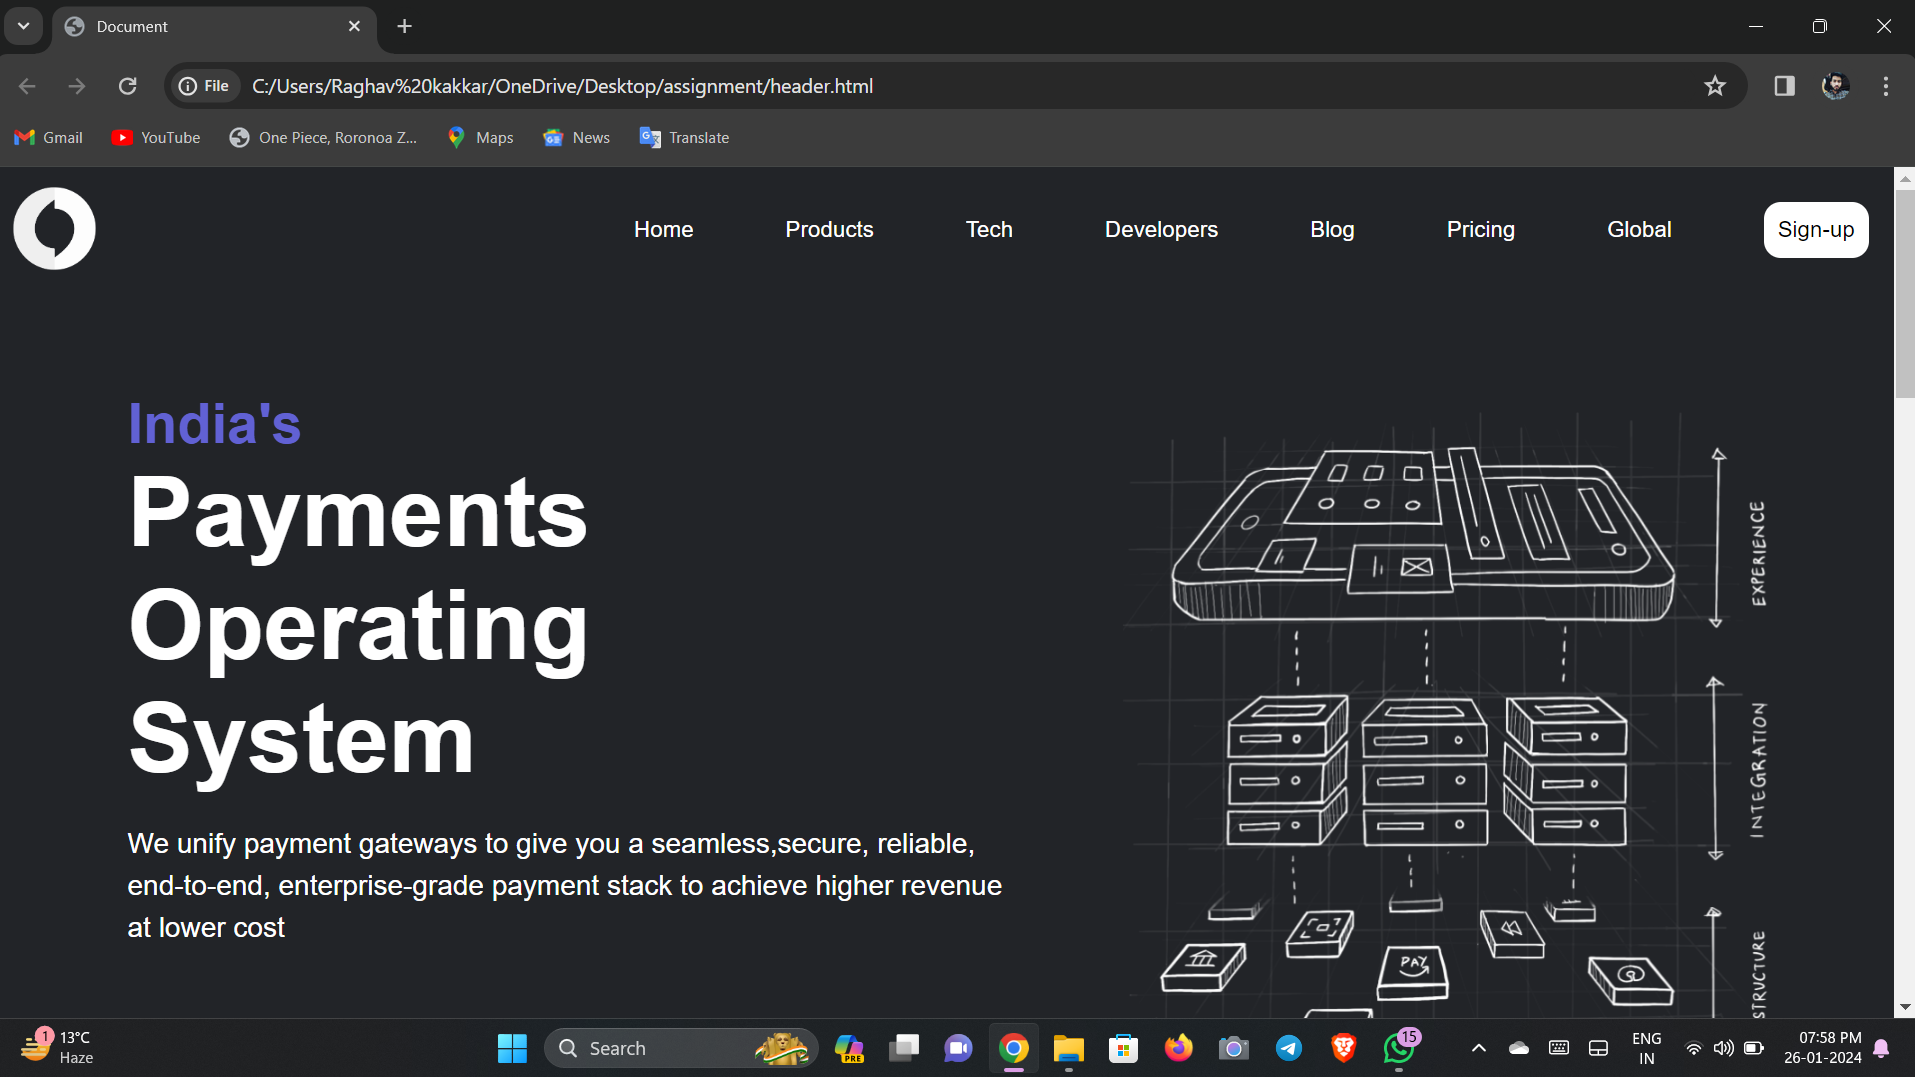 Document
File
C:/Users/Raghav%20kakkar/OneDrive/Desktop/assignment/header.html
Gmail
YouTube
One Piece, Roronoa Z...
Maps
News
Translate
Home
Products
Tech
Developers
Blog
Pricing
Global
Sign-up
India's
Payments
Operating
System
We unify payment gateways to give you a seamless,secure, reliable,
end-to-end, enterprise-grade payment stack to achieve higher revenue
at lower cost
EXPERIENCE
INTEGRATION
STRUCTURE
PAY
1
13°C
Haze
Search
PRE
15
ENG
IN
07:58 PM
26-01-2024